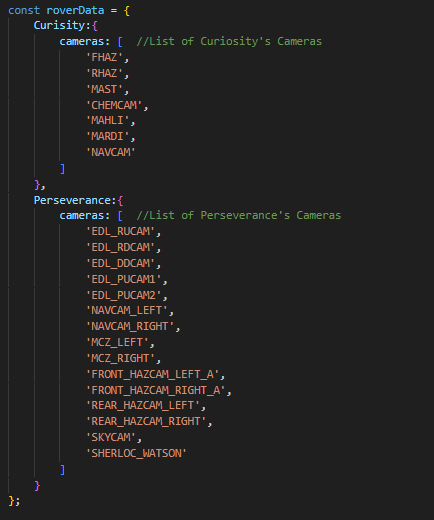 const roverData = {
Curisity:{
cameras: [ //List of Curiosity's Cameras
'FHAZ',
'RHAZ',
'MAST',
'CHEMCAM',
'MAHLI',
'MARDI',
'NAVCAM'
]
},
Perseverance:{
cameras: [ //List of Perseverance's Cameras
'EDL_RUCAM',
'EDL_RDCAM',
'EDL_DDCAM',
'EDL_PUCAM1',
'EDL_PUCAM2',
'NAVCAM_LEFT',
'NAVCAM_RIGHT',
'MCZ_LEFT',
'MCZ_RIGHT',
'FRONT_HAZCAM_LEFT_A',
'FRONT_HAZCAM_RIGHT_A',
'REAR_HAZCAM_LEFT',
'REAR_HAZCAM_RIGHT',
'SKYCAM',
'SHERLOC_WATSON'
]
}
};